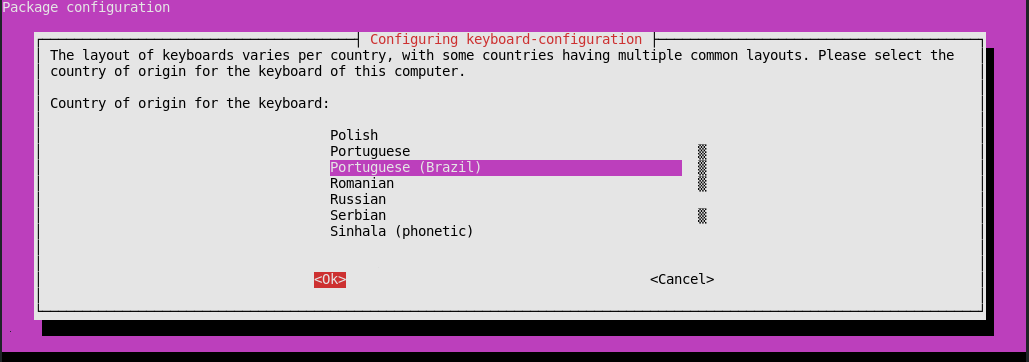 Package configuration
Configuring keyboard-configuration
The layout of keyboards varies per country, with some countries having multiple common layouts. Please select the
country of origin for the keyboard of this computer.
Country of origin for the keyboard:
Polish
Portuguese
Portuguese (Brazil)
Romanian
Russian
Serbian
Sinhala (phonetic)
<Ok> <Cancel>